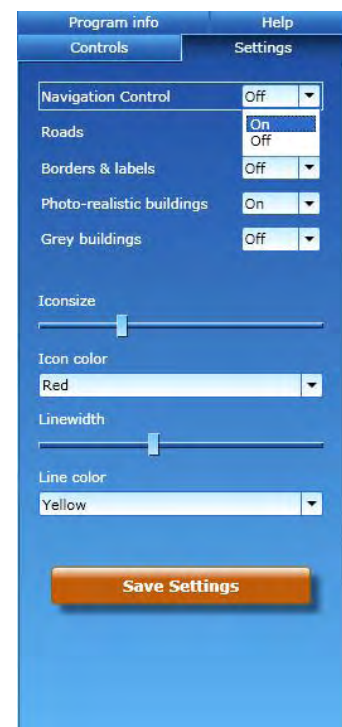 Program info Help
Controls Settings
Navigation Control Off
On
Roads
Off
Borders & labels Off
Photo-realistic buildings On
Grey buildings Off
Iconsize
Icon color
Red
Linewidth
Line color
Yellow
Save Settings